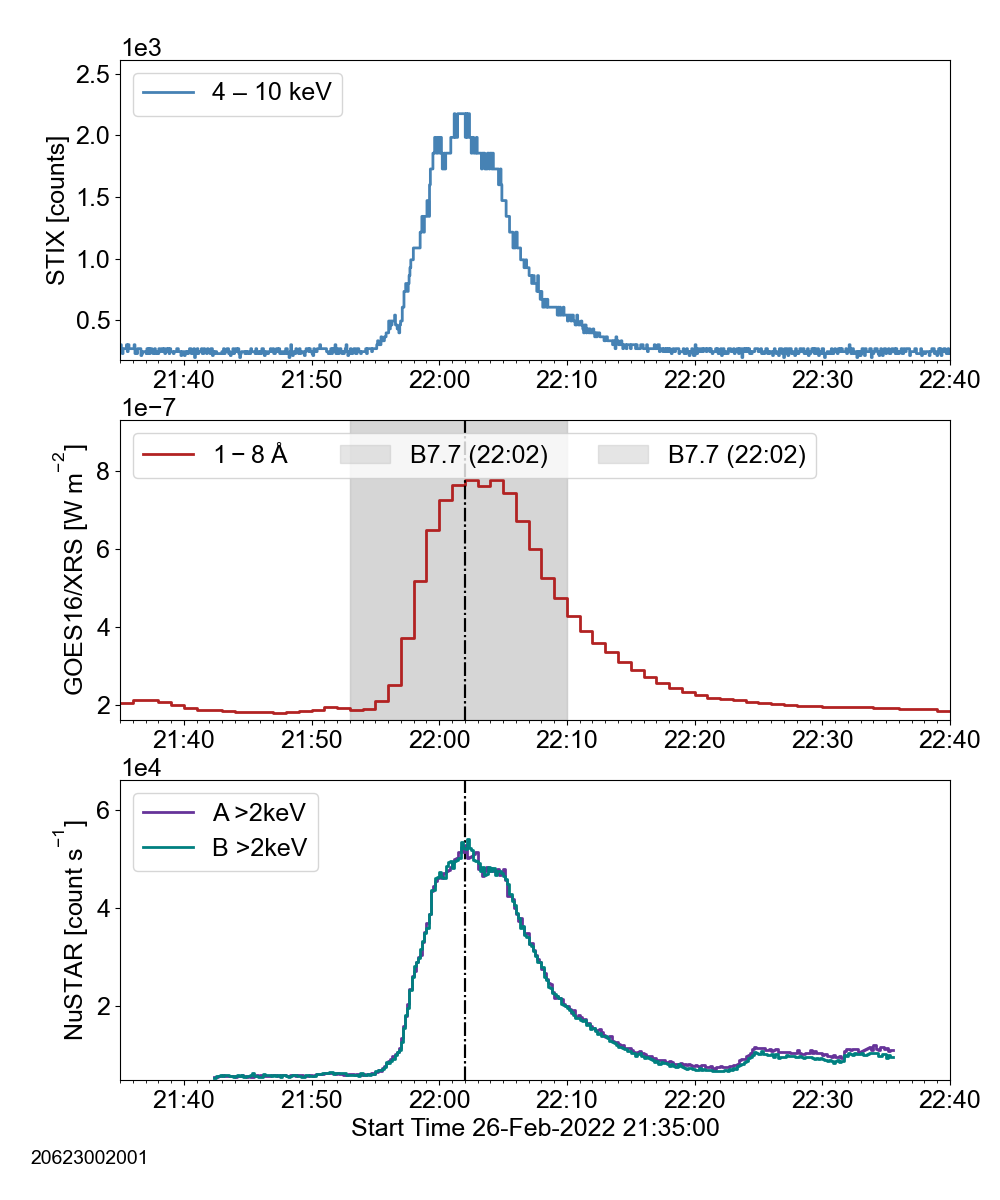 1e3
2.5
2.0
1.5
1.0
0.5
STIX [counts]
4 – 10 keV
21:40 21:50 22:00 22:10 22:20 22:30 22:40
1e−7
8
6
4
2
GOES16/XRS [W m⁻²]
1 – 8 Å B7.7 (22:02) B7.7 (22:02)
21:40 21:50 22:00 22:10 22:20 22:30 22:40
1e4
6
4
2
NuSTAR [count s⁻¹]
A >2keV
B >2keV
21:40 21:50 22:00 22:10 22:20 22:30 22:40
Start Time 26-Feb-2022 21:35:00
20623002001